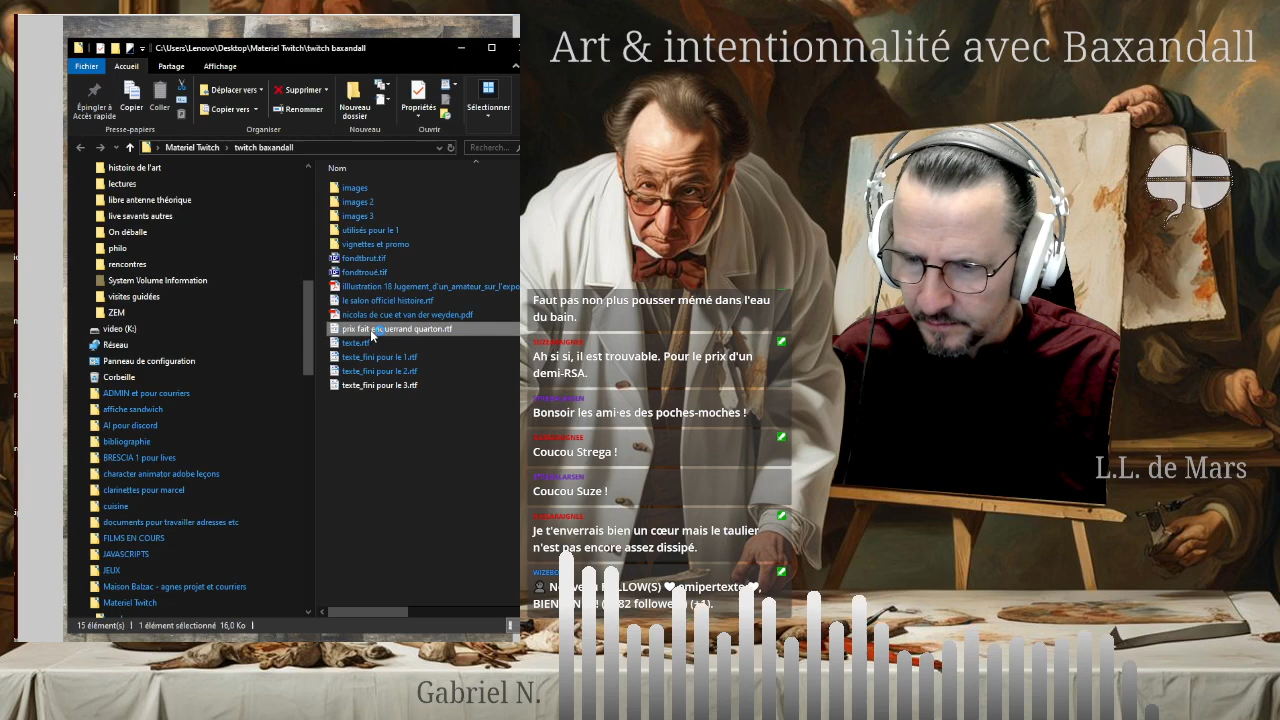 Art & intentionnalité avec Baxandall
C:\Users\Lenovo\Desktop\Materiel Twitch\twitch baxandall
Fichier Accueil Partage Affichage
Épingler à Accès rapide
Copier
Coller
Déplacer vers
Copier vers
Supprimer
Renommer
Nouveau dossier
Propriétés
Sélectionner
Presse-papiers Organiser Nouveau Ouvrir
Materiel Twitch > twitch baxandall
Recherch...
histoire de l'art
lectures
libre antenne théorique
live savants autres
On déballe
philo
rencontres
System Volume Information
visites guidées
ZEM
video (K:)
Réseau
Panneau de configuration
Corbeille
ADMIN et pour courriers
affiche sandwich
AI pour discord
bibliographie
BRESCIA 1 pour lives
character animator adobe leçons
clarinettes pour marcel
cuisine
documents pour travailler adresses etc
FILMS EN COURS
JAVASCRIPTS
JEUX
Maison Balzac - agnes projet et courriers
Materiel Twitch
Nom
images
images 2
images 3
utilisés pour le 1
vignettes et promo
fondtbrut.tif
fondtroué.tif
illlustration 18 Jugement_d'un_amateur_sur_l'expo
le salon officiel histoire.rtf
nicolas de cue et van der weyden.pdf
prix fait quarton.rtf
texte.rtf
texte_fini pour le 1.rtf
texte_fini pour le 2.rtf
texte_fini pour le 3.rtf
15 élément(s) | 1 élément sélectionné 16,0 Ko |
Faut pas non plus pousser mémé dans l'eau
du bain.
Ah si si, il est trouvable. Pour le prix d'un
demi-RSA.
Bonsoir les ami·es des poches-moches !
Coucou Strega !
Coucou Suze !
Je t'enverrais bien un cœur mais le taulier
n'est pas encore assez dissipé.
L.L. de Mars
Gabriel N.